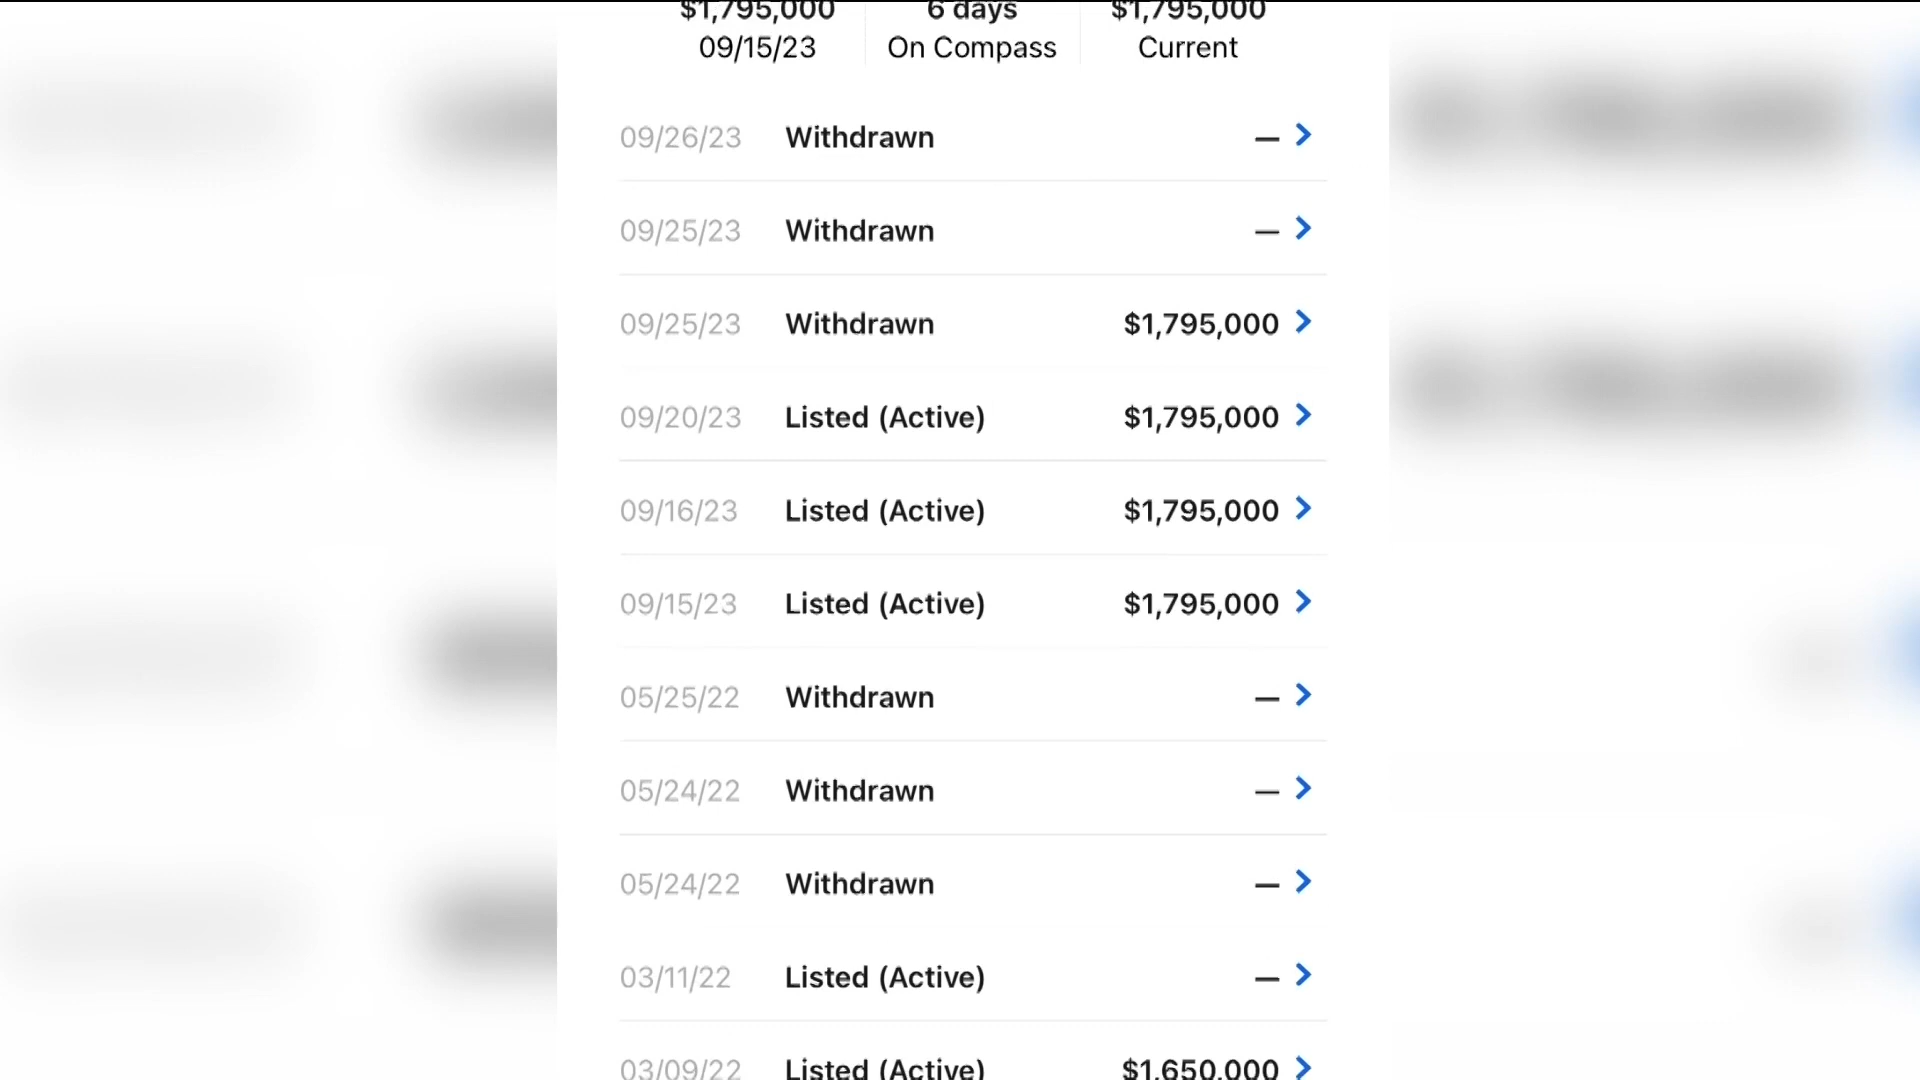 $1,795,000 6 days $1,795,000
09/15/23 On Compass Current
09/26/23 Withdrawn —
09/25/23 Withdrawn —
09/25/23 Withdrawn $1,795,000
09/20/23 Listed (Active) $1,795,000
09/16/23 Listed (Active) $1,795,000
09/15/23 Listed (Active) $1,795,000
05/25/22 Withdrawn —
05/24/22 Withdrawn —
05/24/22 Withdrawn —
03/11/22 Listed (Active) —
03/09/22 Listed (Active) $1,650,000